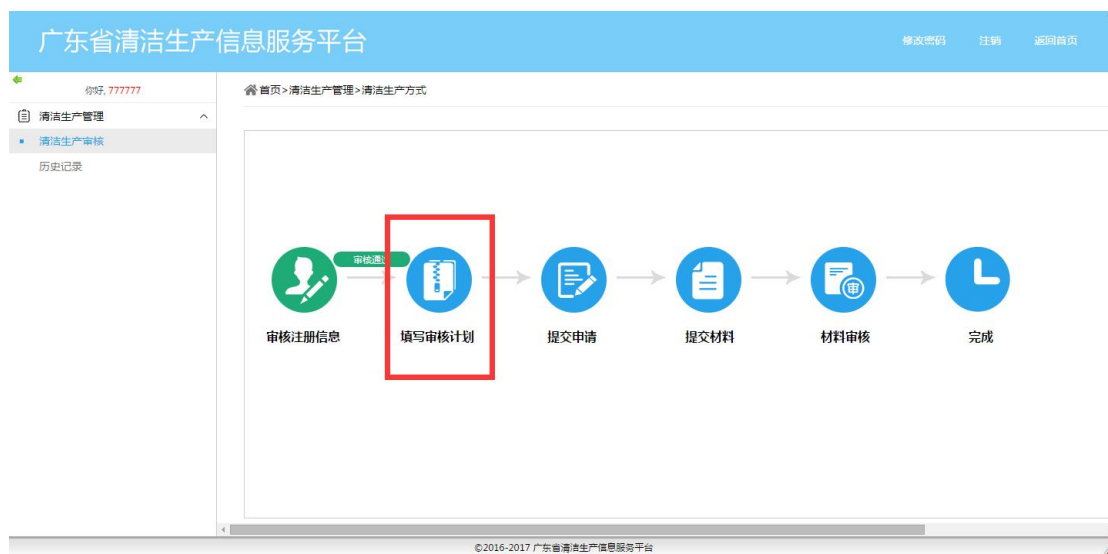 广东省清洁生产信息服务平台
修改密码 注销 返回首页
你好, 777777
首页>清洁生产管理>清洁生产方式
清洁生产管理
清洁生产审核
历史记录
审核通过
审
审核注册信息 填写审核计划 提交申请 提交材料 材料审核 完成
©2016-2017 广东省清洁生产信息服务平台